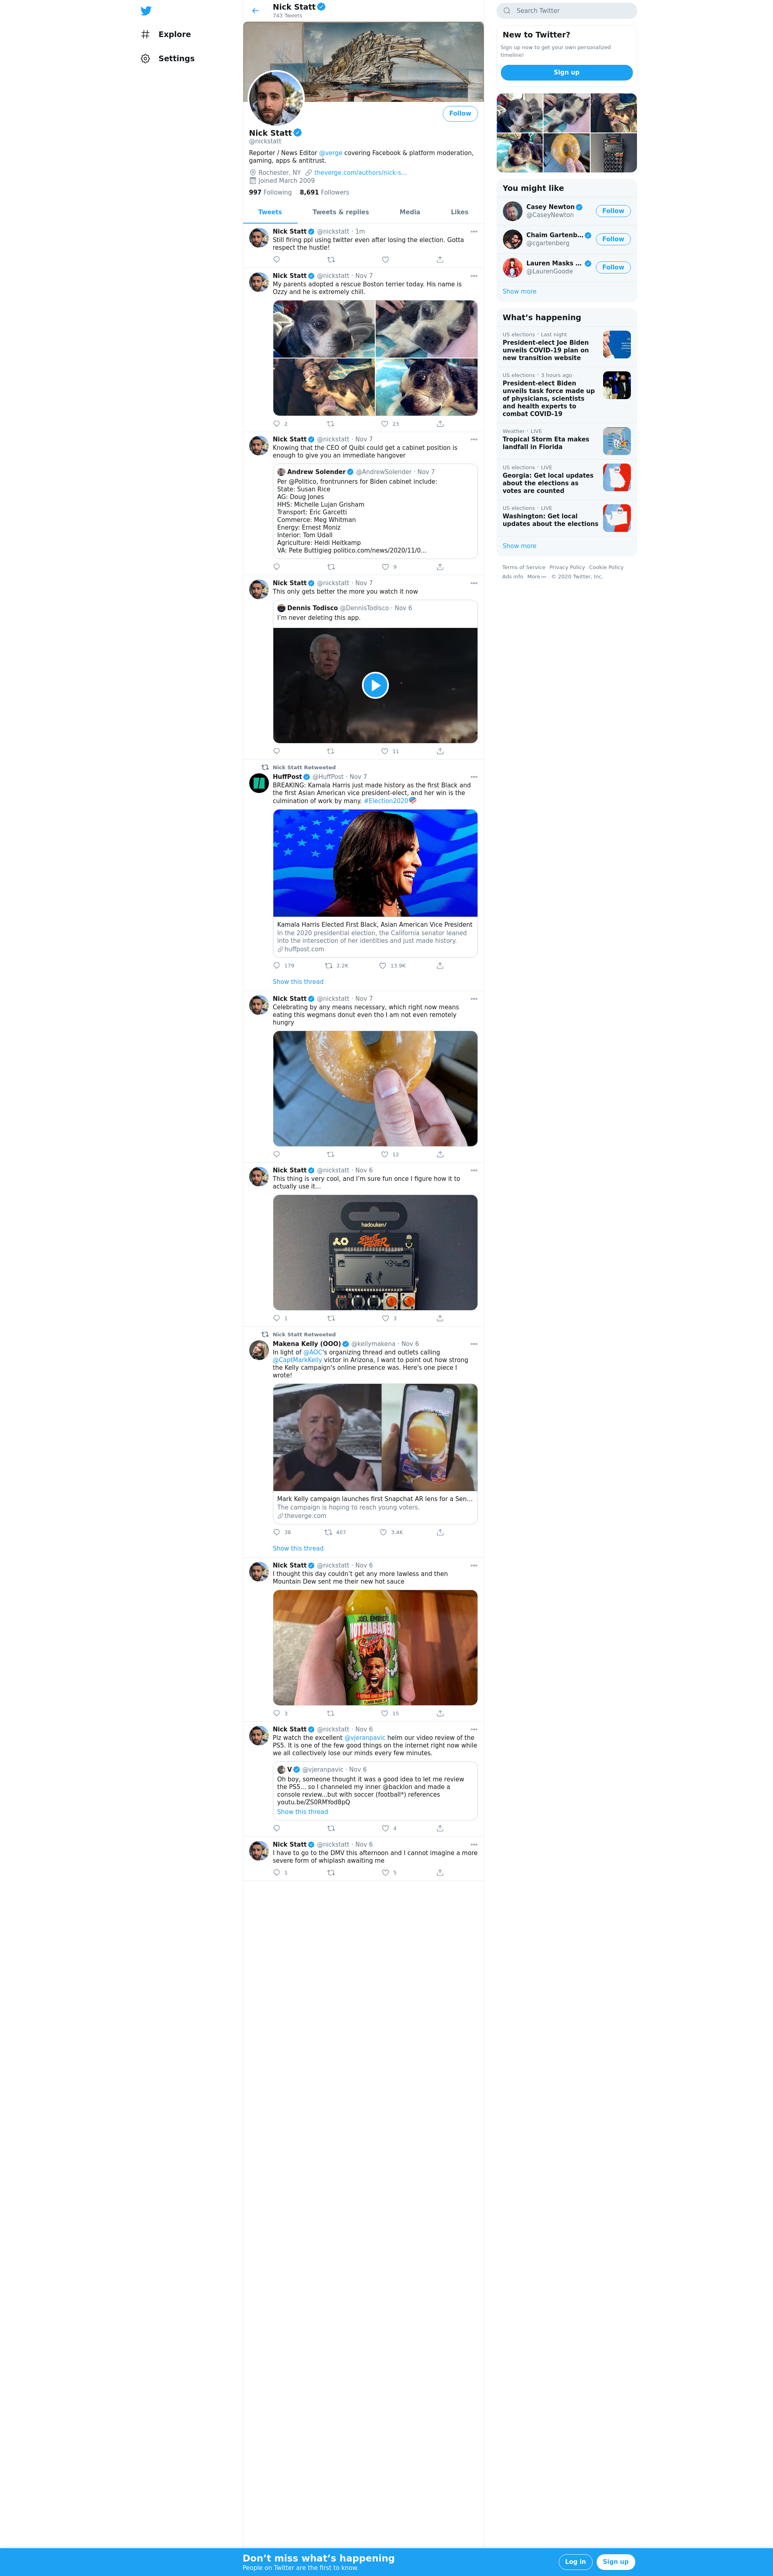 Explore
Settings
Nick Statt
743 Tweets
Follow
Nick Statt
@nickstatt
Reporter / News Editor @verge covering Facebook & platform moderation,
gaming, apps & antitrust.
Rochester, NY theverge.com/authors/nick-s…
Joined March 2009
997 Following 8,691 Followers
Tweets Tweets & replies Media Likes
Nick Statt @nickstatt · 1m
Still firing ppl using twitter even after losing the election. Gotta
respect the hustle!
Nick Statt @nickstatt · Nov 7
My parents adopted a rescue Boston terrier today. His name is
Ozzy and he is extremely chill.
2 23
Nick Statt @nickstatt · Nov 7
Knowing that the CEO of Quibi could get a cabinet position is
enough to give you an immediate hangover
Andrew Solender @AndrewSolender · Nov 7
Per @Politico, frontrunners for Biden cabinet include:
State: Susan Rice
AG: Doug Jones
HHS: Michelle Lujan Grisham
Transport: Eric Garcetti
Commerce: Meg Whitman
Energy: Ernest Moniz
Interior: Tom Udall
Agriculture: Heidi Heitkamp
VA: Pete Buttigieg politico.com/news/2020/11/0…
9
Nick Statt @nickstatt · Nov 7
This only gets better the more you watch it now
Dennis Todisco @DennisTodisco · Nov 6
I'm never deleting this app.
11
Nick Statt Retweeted
HuffPost @HuffPost · Nov 7
BREAKING: Kamala Harris just made history as the first Black and
the first Asian American vice president-elect, and her win is the
culmination of work by many. #Election2020
Kamala Harris Elected First Black, Asian American Vice President
In the 2020 presidential election, the California senator leaned
into the intersection of her identities and just made history.
huffpost.com
179 2.2K 13.9K
Show this thread
Nick Statt @nickstatt · Nov 7
Celebrating by any means necessary, which right now means
eating this wegmans donut even tho I am not even remotely
hungry
12
Nick Statt @nickstatt · Nov 6
This thing is very cool, and I'm sure fun once I figure how it to
actually use it...
hadouken/
STREET FIGHTER
1 3
Nick Statt Retweeted
Makena Kelly (OOO) @kellymakena · Nov 6
In light of @AOC's organizing thread and outlets calling
@CaptMarkKelly victor in Arizona, I want to point out how strong
the Kelly campaign's online presence was. Here's one piece I
wrote!
Mark Kelly campaign launches first Snapchat AR lens for a Sen…
The campaign is hoping to reach young voters.
theverge.com
38 407 3.4K
Show this thread
Nick Statt @nickstatt · Nov 6
I thought this day couldn't get any more lawless and then
Mountain Dew sent me their new hot sauce
JOEL EMBIID'S
HOT HABANERO
3 15
Nick Statt @nickstatt · Nov 6
Plz watch the excellent @vjeranpavic helm our video review of the
PS5. It is one of the few good things on the internet right now while
we all collectively lose our minds every few minutes.
V @vjeranpavic · Nov 6
Oh boy, someone thought it was a good idea to let me review
the PS5... so I channeled my inner @backlon and made a
console review...but with soccer (football*) references
youtu.be/ZS0RMYod8pQ
Show this thread
4
Nick Statt @nickstatt · Nov 6
I have to go to the DMV this afternoon and I cannot imagine a more
severe form of whiplash awaiting me
1 5
Search Twitter
New to Twitter?
Sign up now to get your own personalized
timeline!
Sign up
You might like
Casey Newton
@CaseyNewton
Follow
Chaim Gartenb…
@cgartenberg
Follow
Lauren Masks …
@LaurenGoode
Follow
Show more
What's happening
US elections · Last night
President-elect Joe Biden
unveils COVID-19 plan on
new transition website
US elections · 3 hours ago
President-elect Biden
unveils task force made up
of physicians, scientists
and health experts to
combat COVID-19
Weather · LIVE
Tropical Storm Eta makes
landfall in Florida
US elections · LIVE
Georgia: Get local updates
about the elections as
votes are counted
US elections · LIVE
Washington: Get local
updates about the elections
Show more
Terms of Service Privacy Policy Cookie Policy
Ads info More © 2020 Twitter, Inc.
Don't miss what's happening
People on Twitter are the first to know.
Log in Sign up